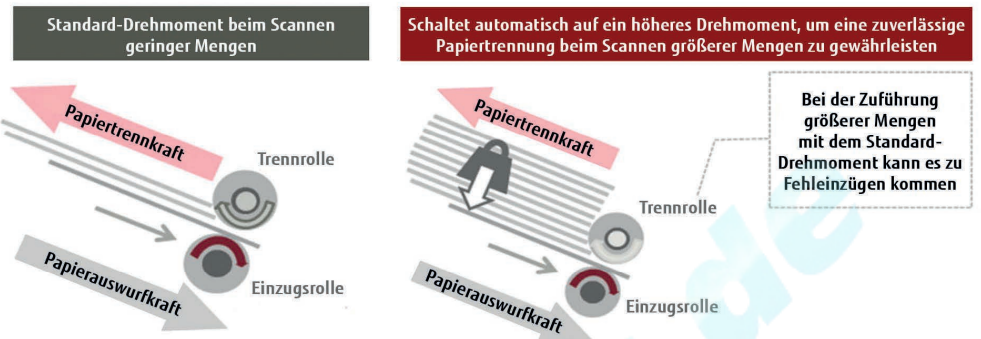 Standard-Drehmoment beim Scannen
geringer Mengen
Papiertrennkraft
Trennrolle
Einzugsrolle
Papierauswurfkraft
Schaltet automatisch auf ein höheres Drehmoment, um eine zuverlässige
Papiertrennung beim Scannen größerer Mengen zu gewährleisten
Papiertrennkraft
Bei der Zuführung
größerer Mengen
mit dem Standard-
Drehmoment kann es zu
Fehleinzügen kommen
Trennrolle
Einzugsrolle
Papierauswurfkraft
de